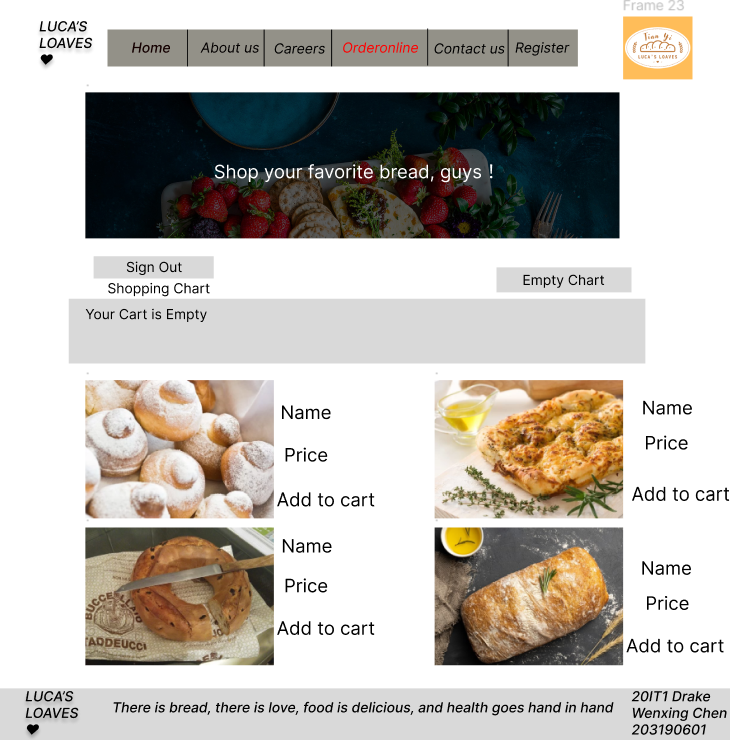 Frame 23
LUCA'S
LOAVES
Home
About us
Careers
Orderonline
Contact us
Register
Tian Yi
LUCA'S LOAVES
Shop your favorite bread, guys !
Sign Out
Shopping Chart
Empty Chart
Your Cart is Empty
Name
Price
Add to cart
Name
Price
Add to cart
BUCCELLATO
TADDEUCCI
Name
Price
Add to cart
Name
Price
Add to cart
LUCA'S
LOAVES
There is bread, there is love, food is delicious, and health goes hand in hand
20IT1 Drake
Wenxing Chen
203190601